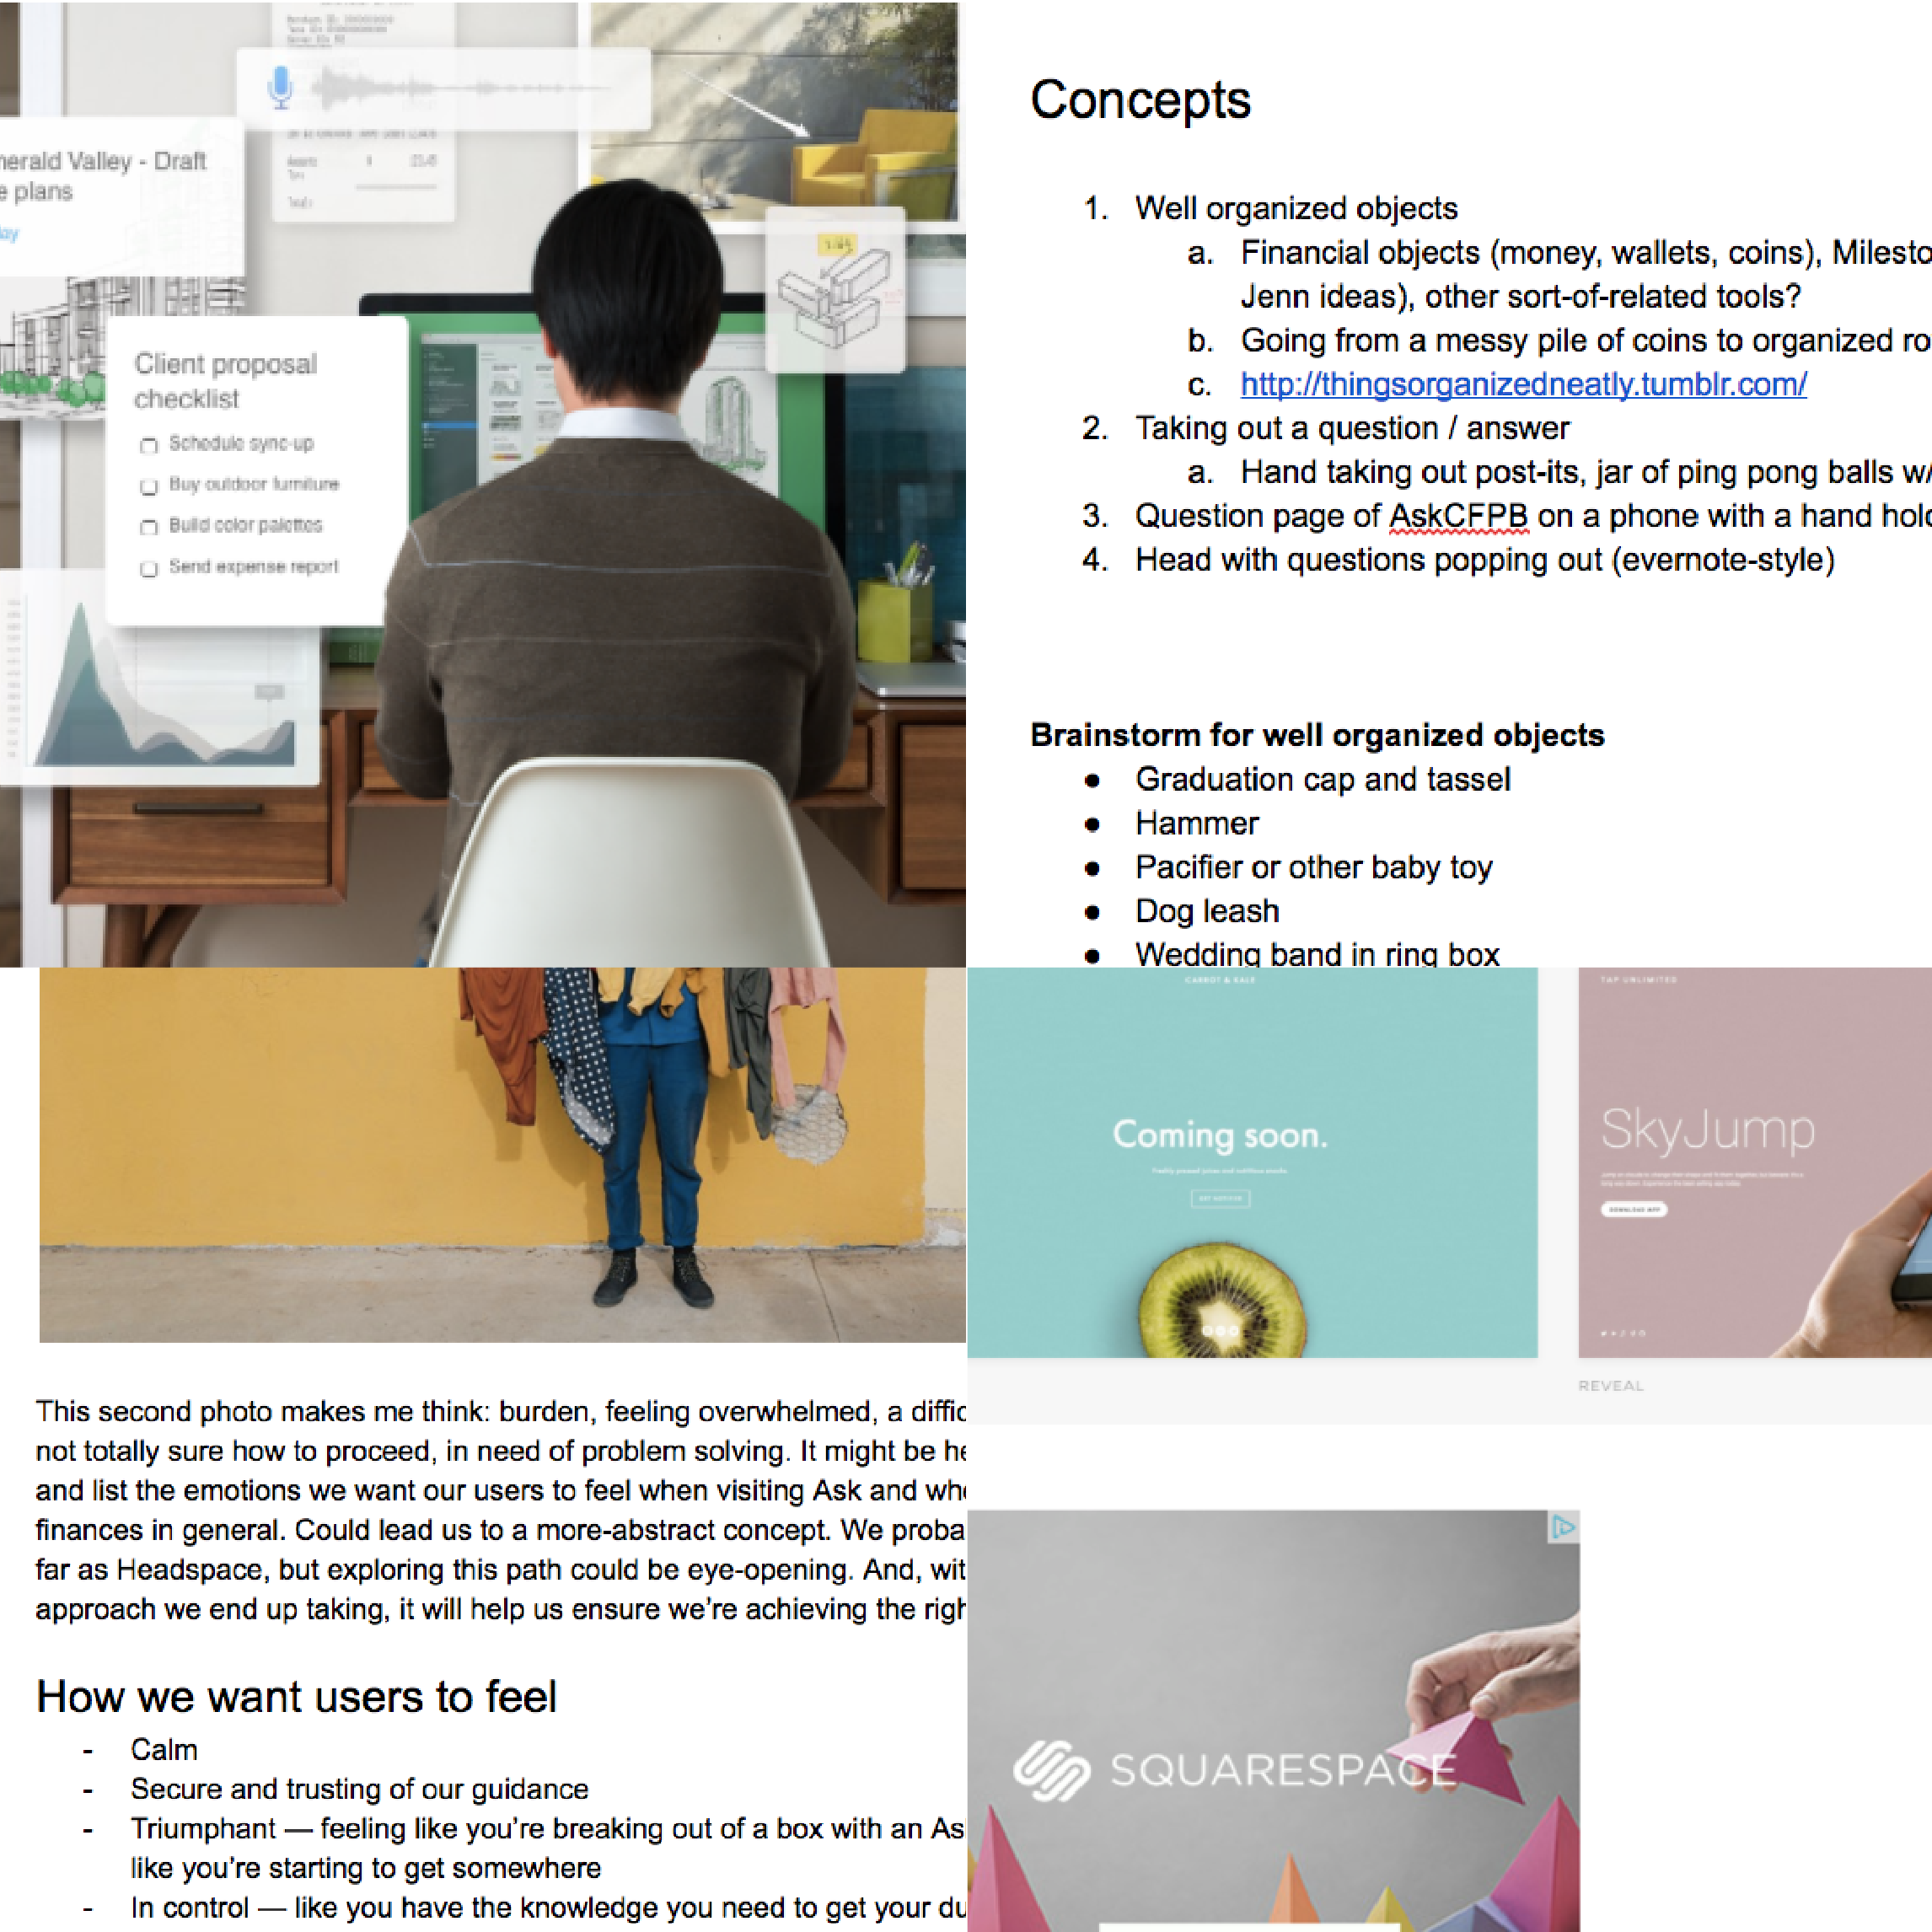 merald Valley - Draft
e plans
ay
Client proposal
checklist
Schedule sync-up
Buy outdoor furniture
Build color palettes
Send expense report
Concepts
1. Well organized objects
a. Financial objects (money, wallets, coins), Milesto
Jenn ideas), other sort-of-related tools?
b. Going from a messy pile of coins to organized ro
c. http://thingsorganizedneatly.tumblr.com/
2. Taking out a question / answer
a. Hand taking out post-its, jar of ping pong balls w/
3. Question page of AskCFPB on a phone with a hand hold
4. Head with questions popping out (evernote-style)
Brainstorm for well organized objects
● Graduation cap and tassel
● Hammer
● Pacifier or other baby toy
● Dog leash
● Wedding band in ring box
This second photo makes me think: burden, feeling overwhelmed, a diffic
not totally sure how to proceed, in need of problem solving. It might be he
and list the emotions we want our users to feel when visiting Ask and whe
finances in general. Could lead us to a more-abstract concept. We proba
far as Headspace, but exploring this path could be eye-opening. And, wit
approach we end up taking, it will help us ensure we're achieving the righ
How we want users to feel
- Calm
- Secure and trusting of our guidance
- Triumphant — feeling like you're breaking out of a box with an As
like you're starting to get somewhere
- In control — like you have the knowledge you need to get your du
CARROT & KALE
Coming soon.
TAP UNLIMITED
SkyJump
DOWNLOAD APP
REVEAL
SQUARESPACE